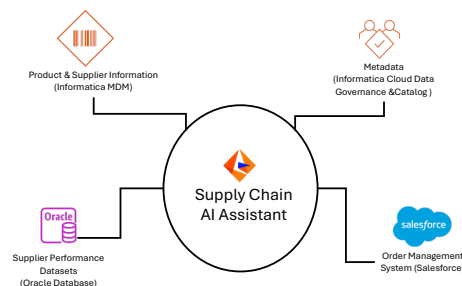 Product & Supplier Information
(Informatica MDM)
Metadata
(Informatica Cloud Data
Governance &Catalog )
Supply Chain
AI Assistant
Oracle
Supplier Performance
Datasets
(Oracle Database)
salesforce
Order Management
System (Salesforce